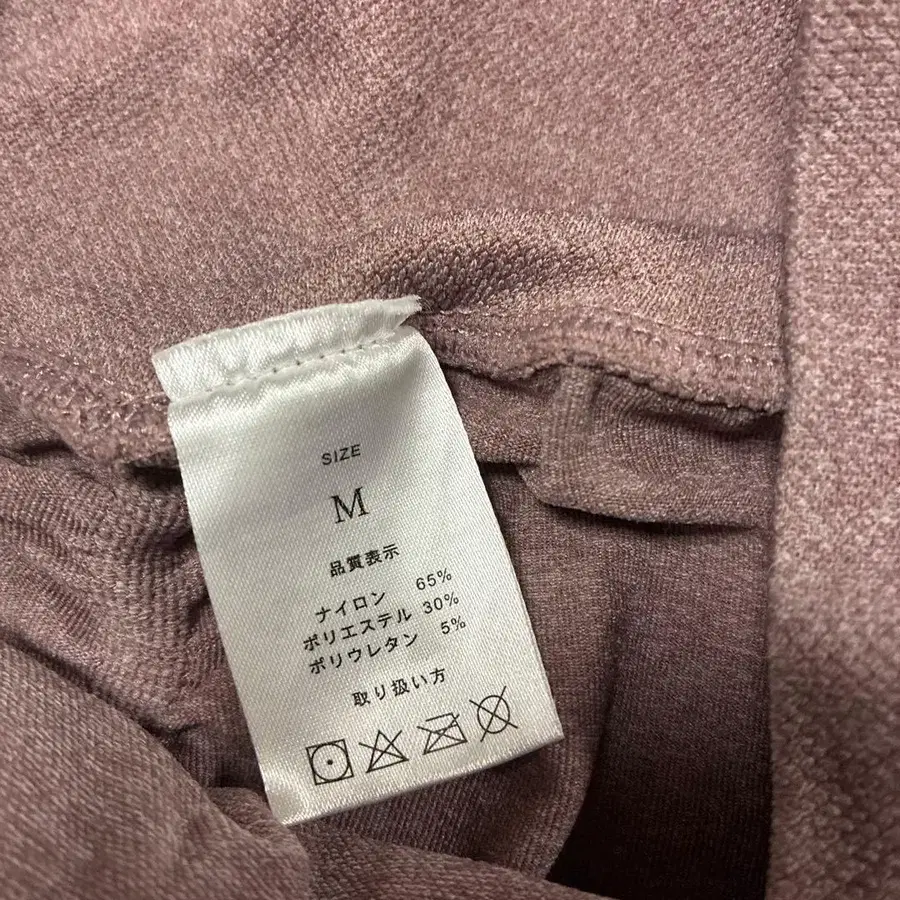 SIZE
M
品質表示
ナイロン 65%
ポリエステル 30%
ポリウレタン 5%
取り扱い方